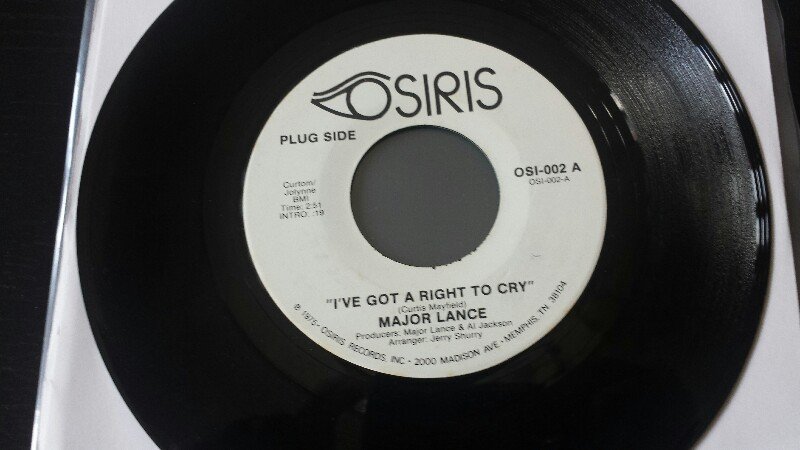 OSIRIS
PLUG SIDE
OSI-002 A
OSI-002-A
Curtom/
Jolynne
BMI
Time: 2:51
INTRO: :19
"I'VE GOT A RIGHT TO CRY"
(Curtis Mayfield)
MAJOR LANCE
Producers: Major Lance & Al Jackson
Arranger: Jerry Shurry
℗ 1975 • OSIRIS RECORDS, INC • 2000 MADISON AVE • MEMPHIS, TN 38104